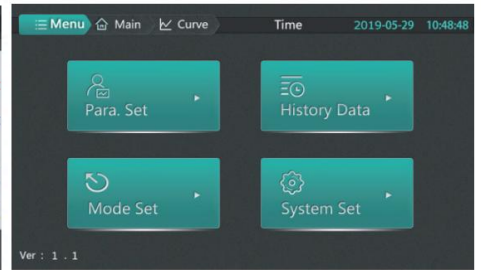 Menu Main Curve Time 2019-05-29 10:48:48
Para. Set
History Data
Mode Set
System Set
Ver : 1 . 1